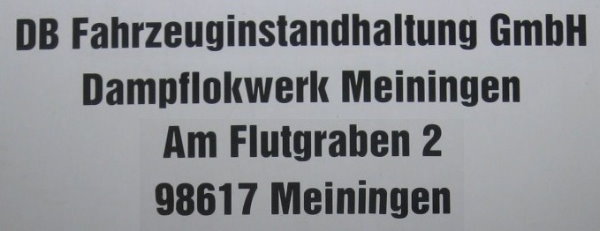 DB Fahrzeuginstandhaltung GmbH
Dampflokwerk Meiningen
Am Flutgraben 2
98617 Meiningen